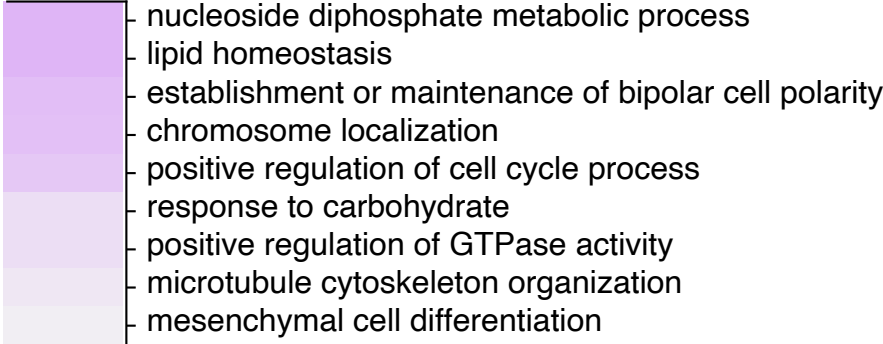 nucleoside diphosphate metabolic process
lipid homeostasis
establishment or maintenance of bipolar cell polarity
chromosome localization
positive regulation of cell cycle process
response to carbohydrate
positive regulation of GTPase activity
microtubule cytoskeleton organization
mesenchymal cell differentiation